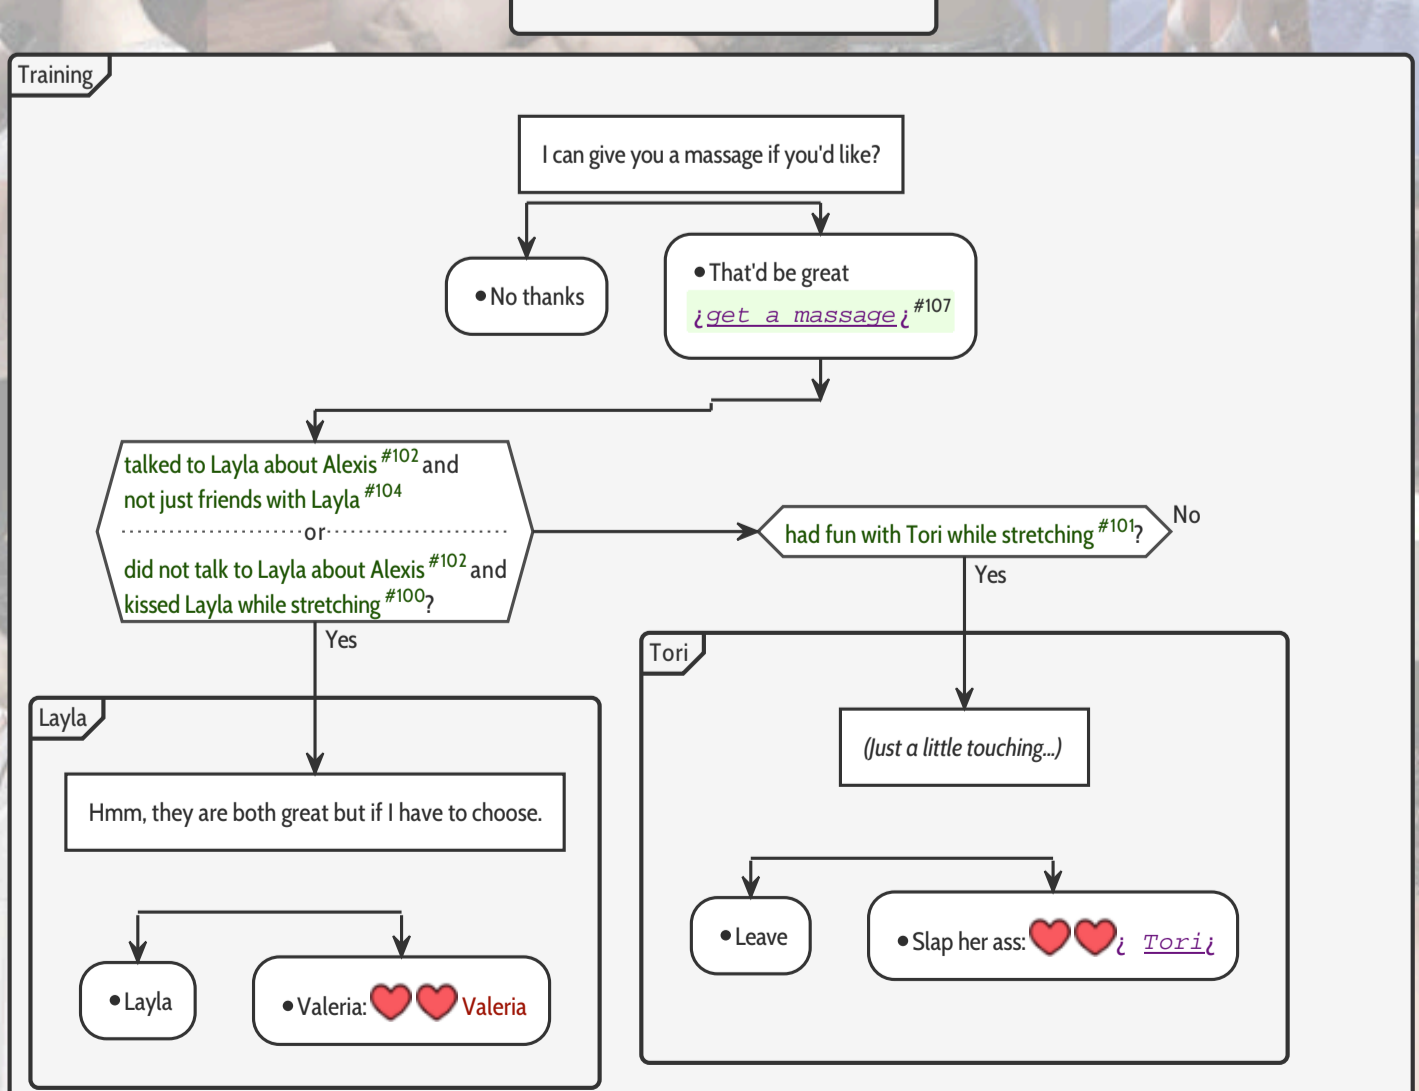 Training
I can give you a massage if you'd like?
•No thanks
•That'd be great
¿get a massage¿#107
talked to Layla about Alexis #102 and
not just friends with Layla #104
or
did not talk to Layla about Alexis #102 and
kissed Layla while stretching #100?
had fun with Tori while stretching #101?
No
Yes
Yes
Layla
Hmm, they are both great but if I have to choose.
•Layla
•Valeria: Valeria
Tori
(Just a little touching...)
•Leave
•Slap her ass: ¿ Tori¿